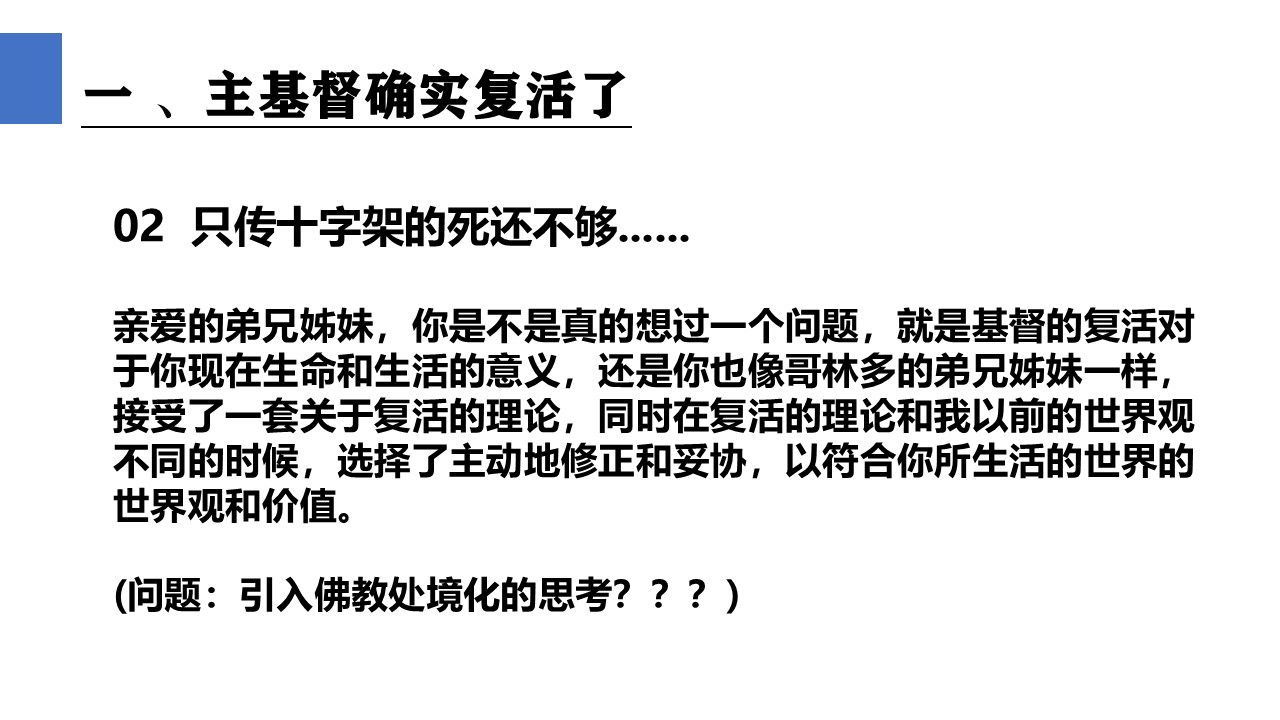 一 、主基督确实复活了
02 只传十字架的死还不够......
亲爱的弟兄姊妹，你是不是真的想过一个问题，就是基督的复活对
于你现在生命和生活的意义，还是你也像哥林多的弟兄姊妹一样，
接受了一套关于复活的理论，同时在复活的理论和我以前的世界观
不同的时候，选择了主动地修正和妥协，以符合你所生活的世界的
世界观和价值。
(问题：引入佛教处境化的思考？？？)